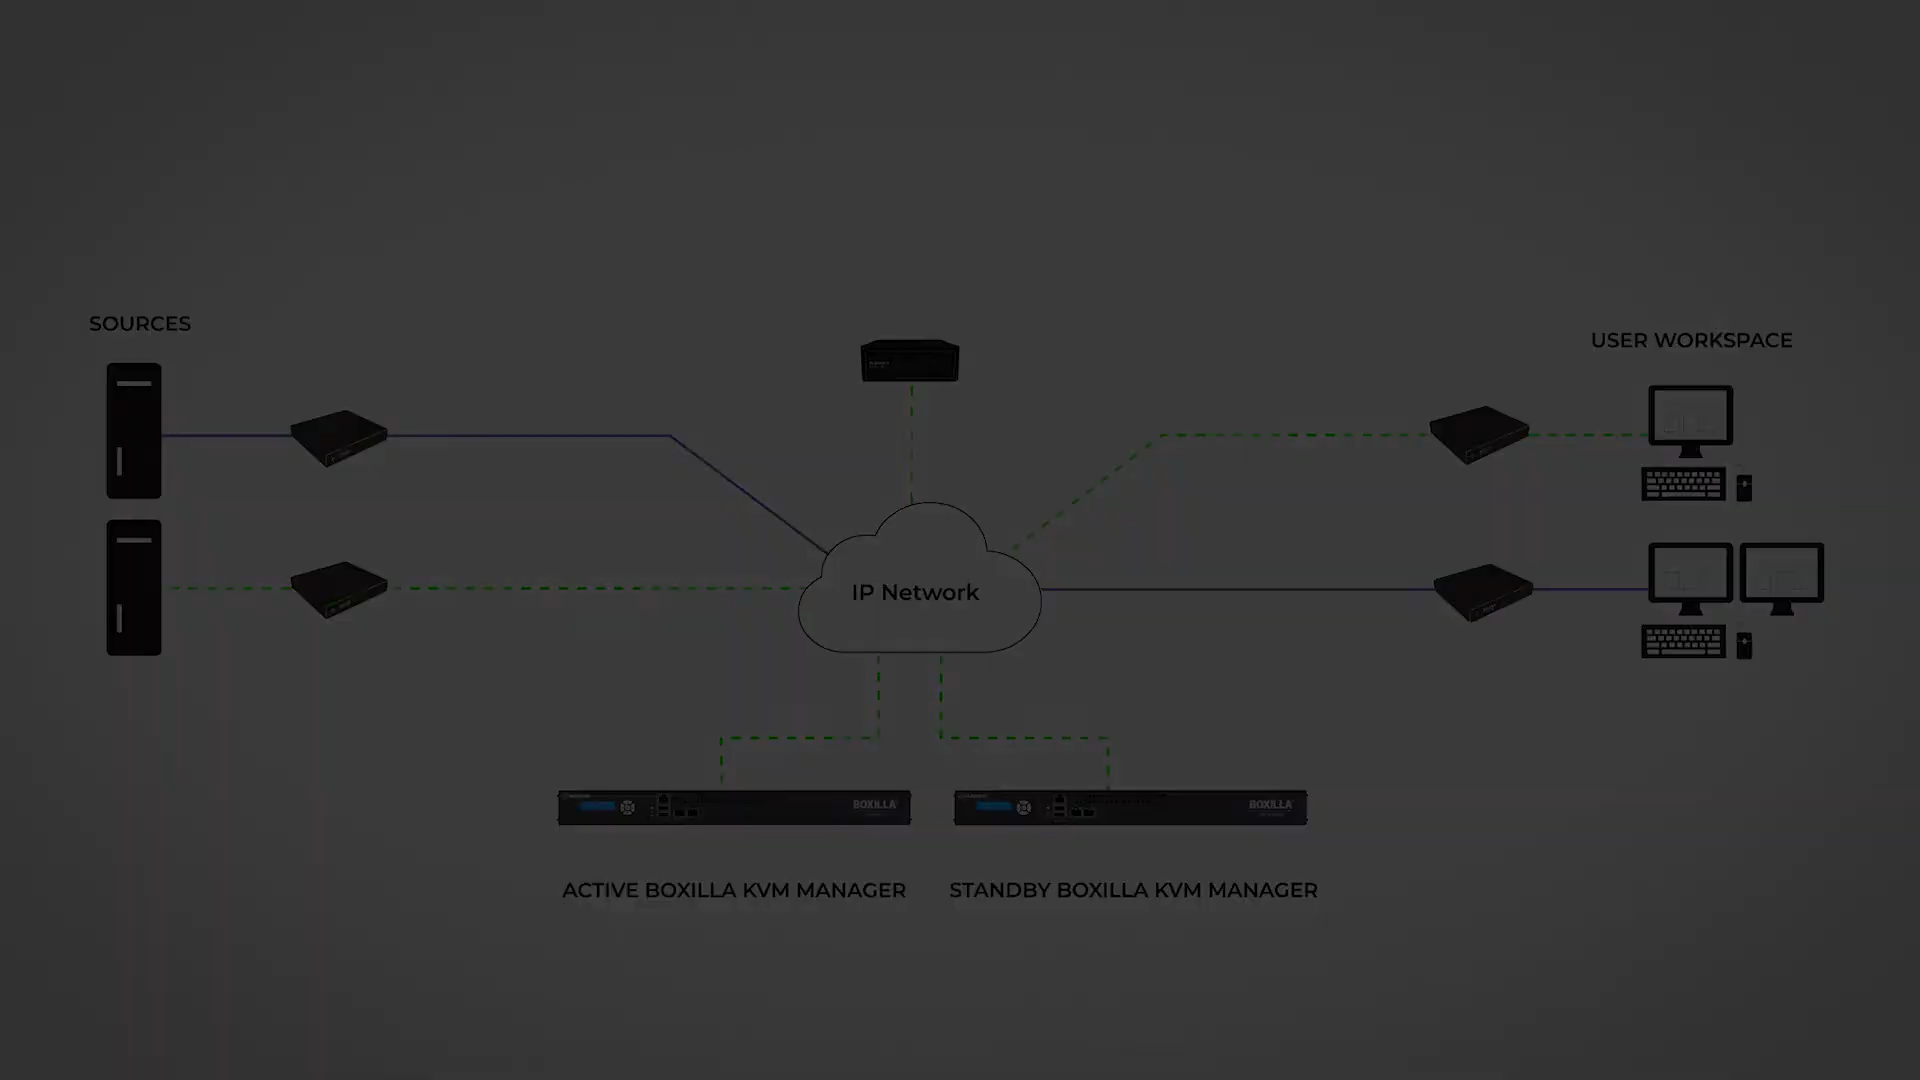 SOURCES
USER WORKSPACE
IP Network
BOXILLA
BOXILLA
ACTIVE BOXILLA KVM MANAGER
STANDBY BOXILLA KVM MANAGER